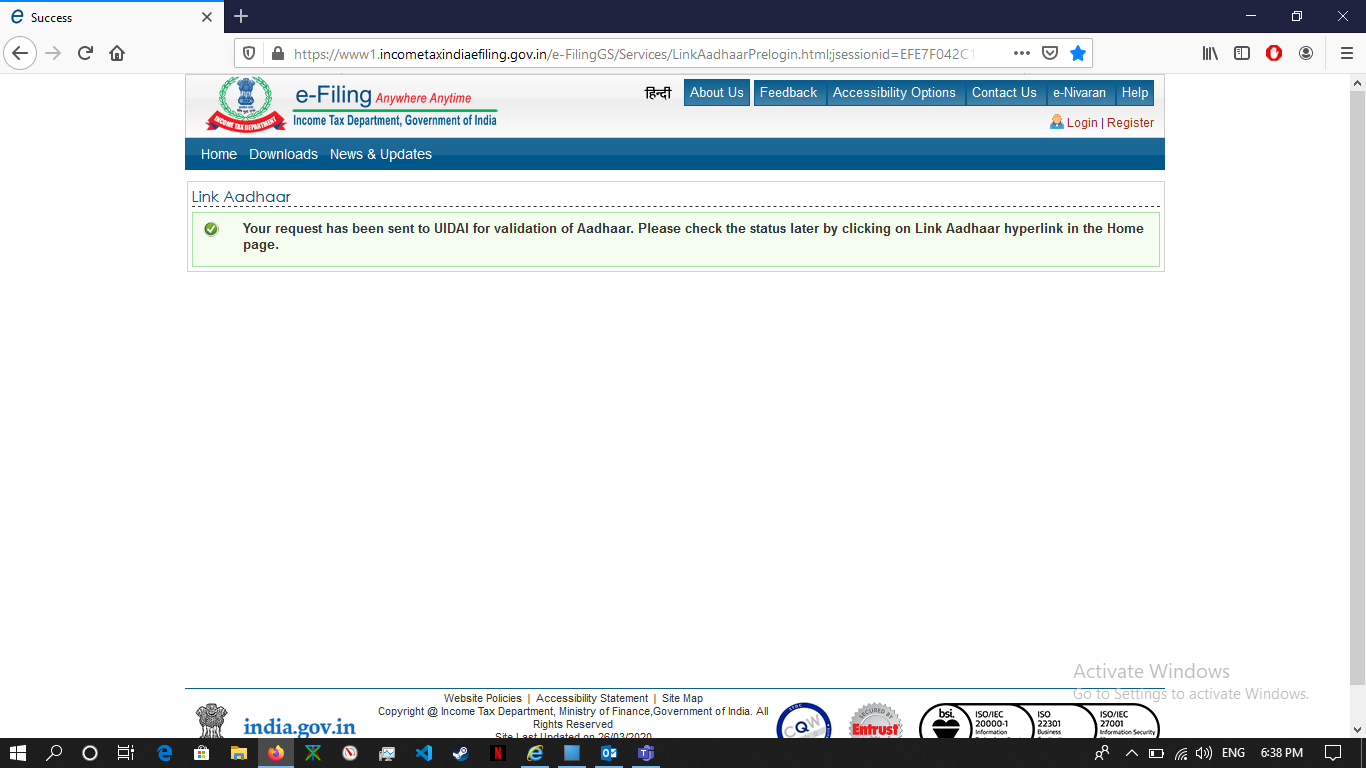 Success
https://www1.incometaxindiaefiling.gov.in/e-FilingGS/Services/LinkAadhaarPrelogin.html;jsessionid=EFE7F042C1
e-Filing Anywhere Anytime
Income Tax Department, Government of India
INCOME TAX DEPARTMENT
हिन्दी About Us Feedback Accessibility Options Contact Us e-Nivaran Help
Login | Register
Home Downloads News & Updates
Link Aadhaar
Your request has been sent to UIDAI for validation of Aadhaar. Please check the status later by clicking on Link Aadhaar hyperlink in the Home
page.
Activate Windows
Go to Settings to activate Windows.
Website Policies | Accessibility Statement | Site Map
Copyright @ Income Tax Department, Ministry of Finance,Government of India. All
Rights Reserved
Site Last Updated on 26/03/2020
india.gov.in
STQC
CQW
SECURED BY
Entrust
bsi.
ISO/IEC
20000-1
Information
ISO
22301
Business
ISO/IEC
27001
Information Security
ENG 6:38 PM